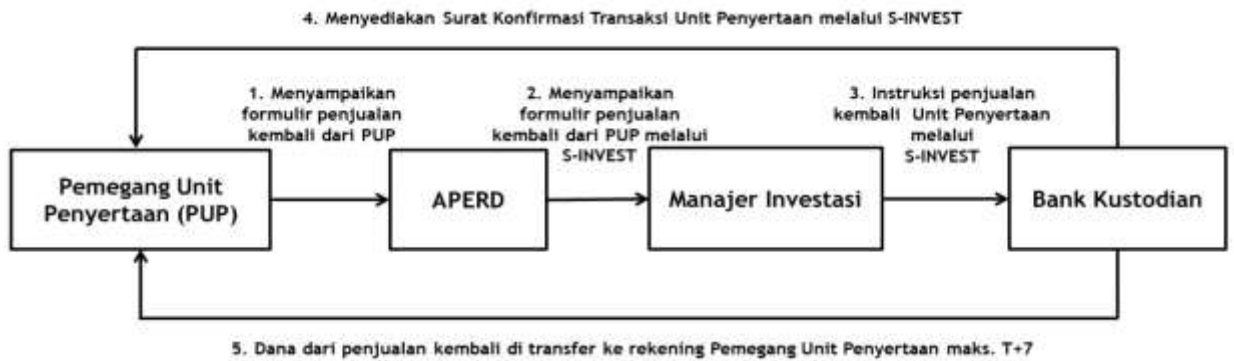 4. Menyediakan Surat Konfirmasi Transaksi Unit Penyertaan melalui S-INVEST
1. Menyampaikan
formulir penjualan
kembali dari PUP
2. Menyampaikan
formulir penjualan
kembali dari PUP melalui
S-INVEST
3. Instruksi penjualan
kembali Unit Penyertaan
melalui
S-INVEST
Pemegang Unit
Penyertaan (PUP)
APERD
Manajer Investasi
Bank Kustodian
5. Dana dari penjualan kembali di transfer ke rekening Pemegang Unit Penyertaan maks. T+7